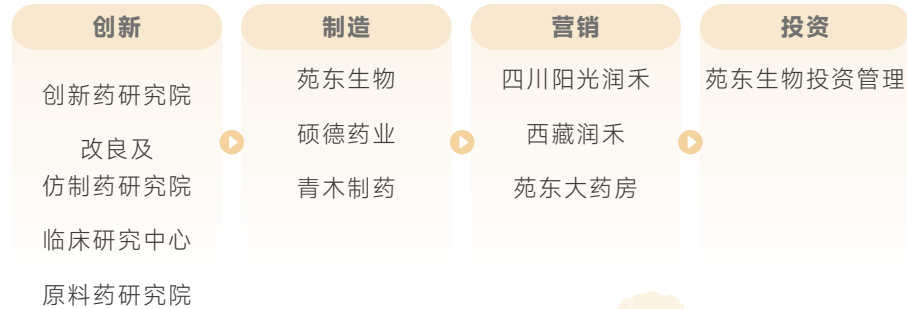 创新
创新药研究院
改良及
仿制药研究院
临床研究中心
原料药研究院
制造
苑东生物
硕德药业
青木制药
营销
四川阳光润禾
西藏润禾
苑东大药房
投资
苑东生物投资管理